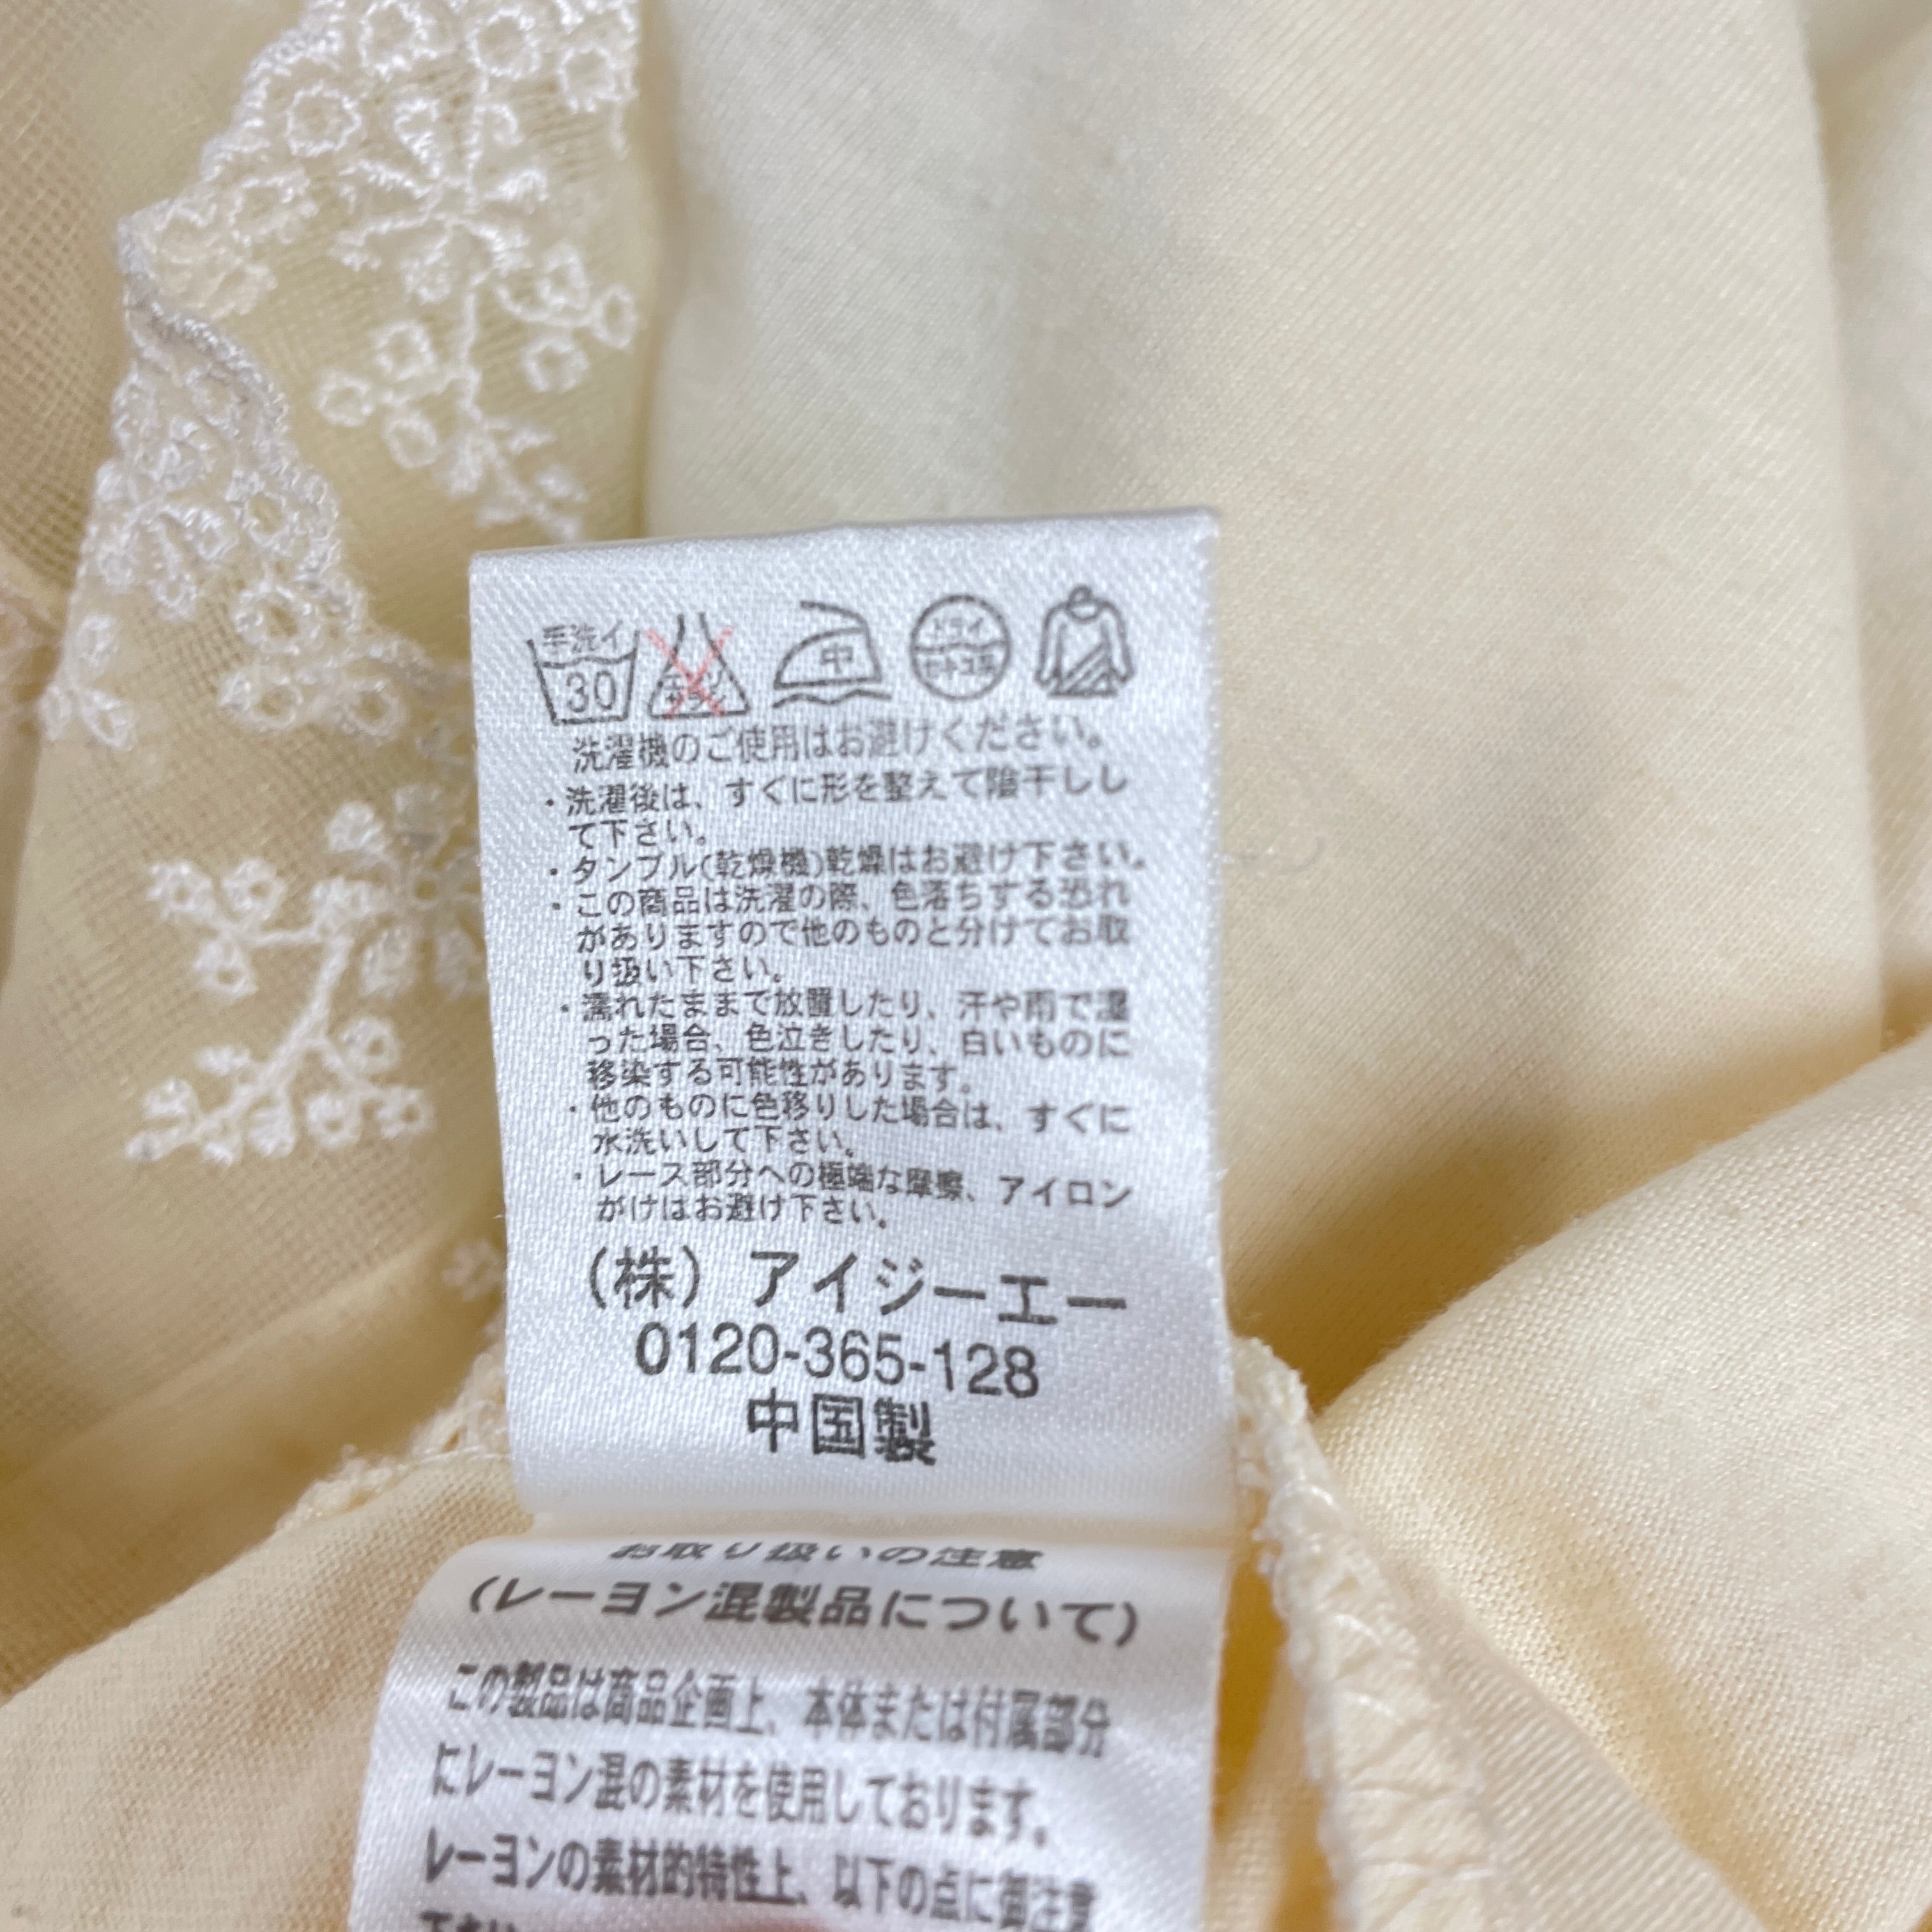 手洗イ 中 ドライ
30 エンソサラシ セキユ系
洗濯機のご使用はお避けください。
・洗濯後は、すぐに形を整えて陰干しし
て下さい。
・タンブル(乾燥機)乾燥はお避け下さい。
・この商品は洗濯の際、色落ちする恐れ
がありますので他のものと分けてお取
り扱い下さい。
・濡れたままで放置したり、汗や雨で湿
った場合、色泣きしたり、白いものに
移染する可能性があります。
・他のものに色移りした場合は、すぐに
水洗いして下さい。
・レース部分への極端な摩擦、アイロン
がけはお避け下さい。
(株)アイジーエー
0120-365-128
中国製
お取り扱いの注意
(レーヨン混製品について)
この製品は商品企画上、本体または付属部分
にレーヨン混の素材を使用しております。
レーヨンの素材的特性上、以下の点に御注意